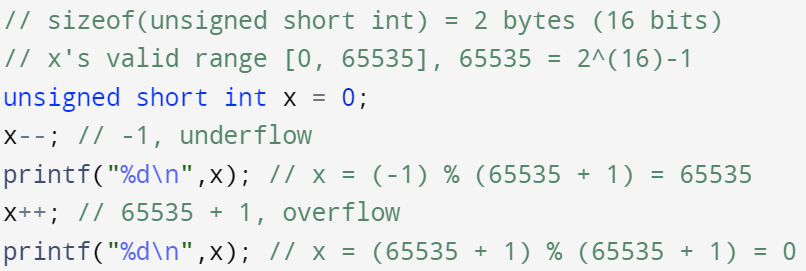 // sizeof(unsigned short int) = 2 bytes (16 bits)
// x's valid range [0, 65535], 65535 = 2^(16)-1
unsigned short int x = 0;
x--; // -1, underflow
printf("%d\n",x); // x = (-1) % (65535 + 1) = 65535
x++; // 65535 + 1, overflow
printf("%d\n",x); // x = (65535 + 1) % (65535 + 1) = 0